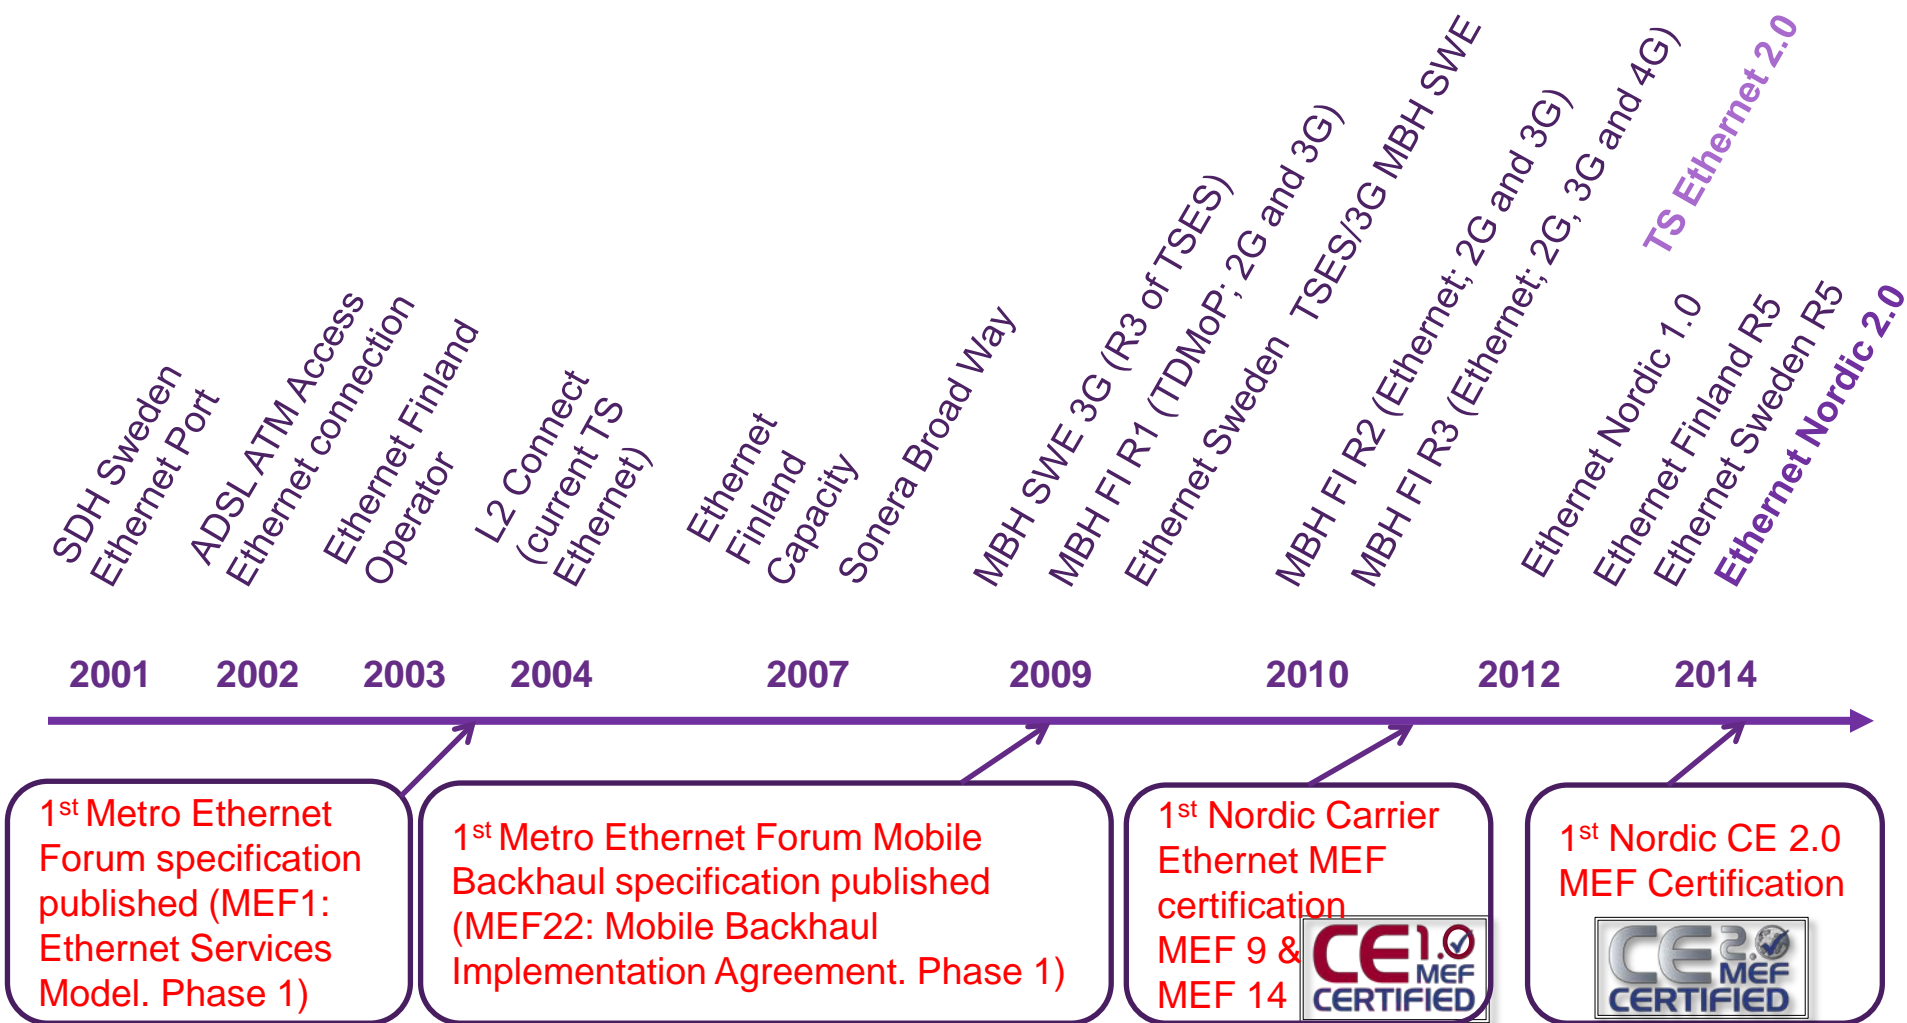 SDH Sweden
Ethernet Port
ADSL ATM Access
Ethernet connection
Ethernet Finland
Operator
L2 Connect
(current TS
Ethernet)
Ethernet
Finland
Capacity
Sonera Broad Way
MBH SWE 3G (R3 of TSES)
MBH FI R1 (TDMoP; 2G and 3G)
Ethernet Sweden TSES/3G MBH SWE
MBH FI R2 (Ethernet; 2G and 3G)
MBH FI R3 (Ethernet; 2G, 3G and 4G)
Ethernet Nordic 1.0
TS Ethernet 2.0
Ethernet Finland R5
Ethernet Sweden R5
Ethernet Nordic 2.0
2001 2002 2003 2004 2007 2009 2010 2012 2014
1st Metro Ethernet
Forum specification
published (MEF1:
Ethernet Services
Model. Phase 1)
1st Metro Ethernet Forum Mobile
Backhaul specification published
(MEF22: Mobile Backhaul
Implementation Agreement. Phase 1)
1st Nordic Carrier
Ethernet MEF
certification
MEF 9 &
MEF 14
CE 1.0
MEF
CERTIFIED
1st Nordic CE 2.0
MEF Certification
CE 2.0
MEF
CERTIFIED